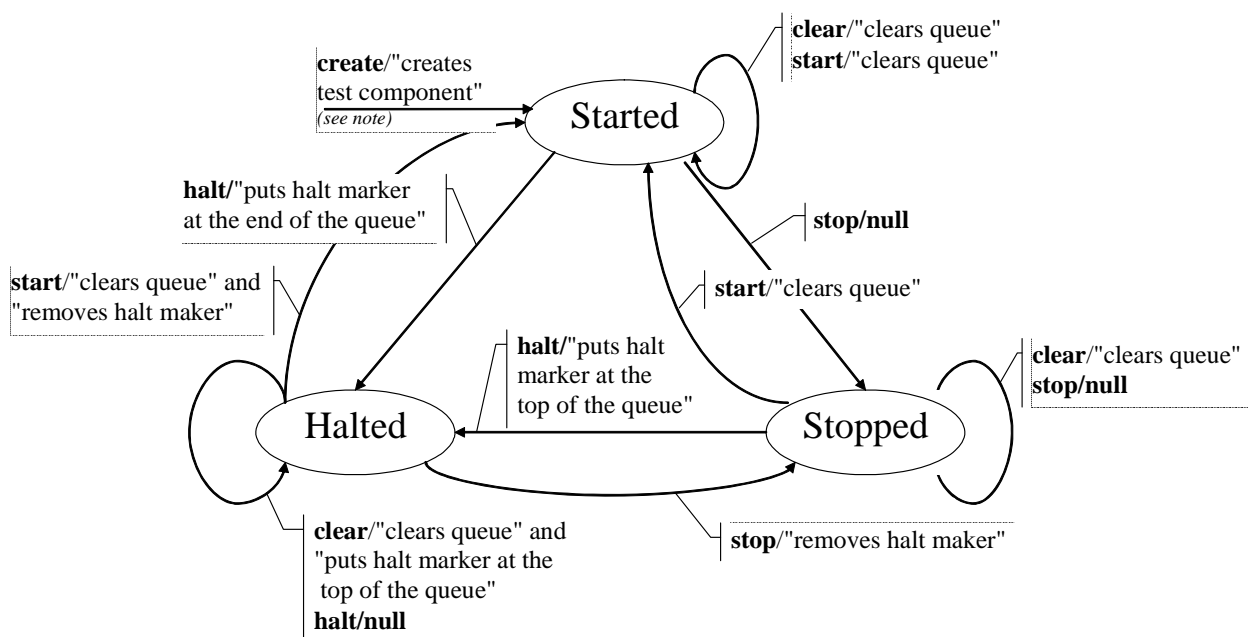 clear/"clears queue"
start/"clears queue"
create/"creates
test component"
(see note)
Started
halt/"puts halt marker
at the end of the queue"
stop/null
start/"clears queue" and
"removes halt maker"
start/"clears queue"
halt/"puts halt
marker at the
top of the queue"
clear/"clears queue"
stop/null
Halted
Stopped
clear/"clears queue" and
"puts halt marker at the
top of the queue"
halt/null
stop/"removes halt maker"